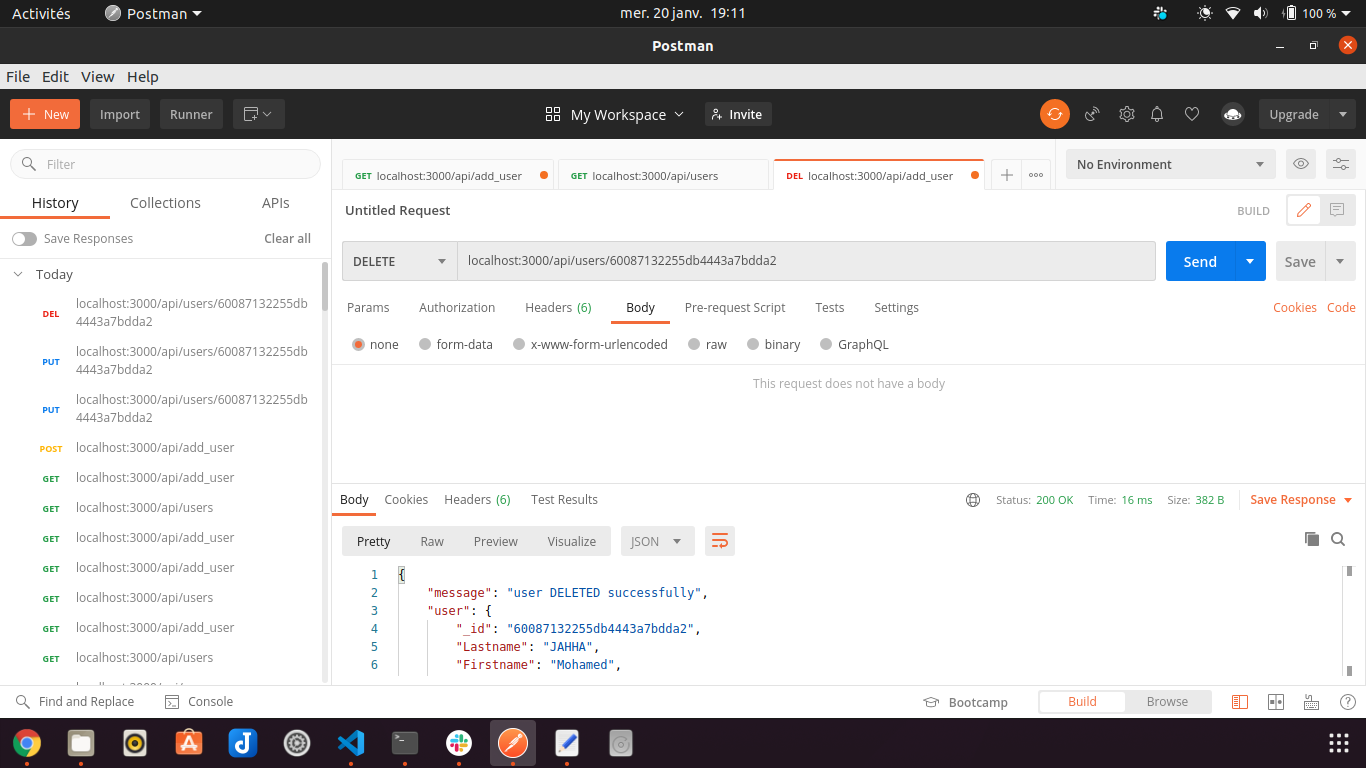 Activités
Postman
mer. 20 janv. 19:11
100 %
Postman
File Edit View Help
New
Import
Runner
My Workspace
Invite
Upgrade
Filter
History
Collections
APIs
Save Responses
Clear all
Today
DEL localhost:3000/api/users/60087132255db
4443a7bdda2
PUT localhost:3000/api/users/60087132255db
4443a7bdda2
PUT localhost:3000/api/users/60087132255db
4443a7bdda2
POST localhost:3000/api/add_user
GET localhost:3000/api/add_user
GET localhost:3000/api/users
GET localhost:3000/api/add_user
GET localhost:3000/api/add_user
GET localhost:3000/api/users
GET localhost:3000/api/add_user
GET localhost:3000/api/users
GET localhost:3000/api/add_user
GET localhost:3000/api/users
DEL localhost:3000/api/add_user
No Environment
Untitled Request
BUILD
DELETE
localhost:3000/api/users/60087132255db4443a7bdda2
Send
Save
Params
Authorization
Headers (6)
Body
Pre-request Script
Tests
Settings
Cookies
Code
none
form-data
x-www-form-urlencoded
raw
binary
GraphQL
This request does not have a body
Body
Cookies
Headers (6)
Test Results
Status: 200 OK
Time: 16 ms
Size: 382 B
Save Response
Pretty
Raw
Preview
Visualize
JSON
1 {
2 "message": "user DELETED successfully",
3 "user": {
4 "_id": "60087132255db4443a7bdda2",
5 "Lastname": "JAHHA",
6 "Firstname": "Mohamed",
Find and Replace
Console
Bootcamp
Build
Browse